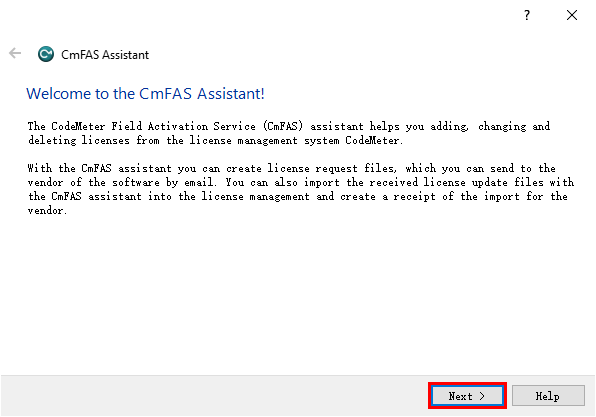 ?
CmFAS Assistant
Welcome to the CmFAS Assistant!
The CodeMeter Field Activation Service (CmFAS) assistant helps you adding, changing and
deleting licenses from the license management system CodeMeter.
With the CmFAS assistant you can create license request files, which you can send to the
vendor of the software by email. You can also import the received license update files with
the CmFAS assistant into the license management and create a receipt of the import for the
vendor.
Next >
Help